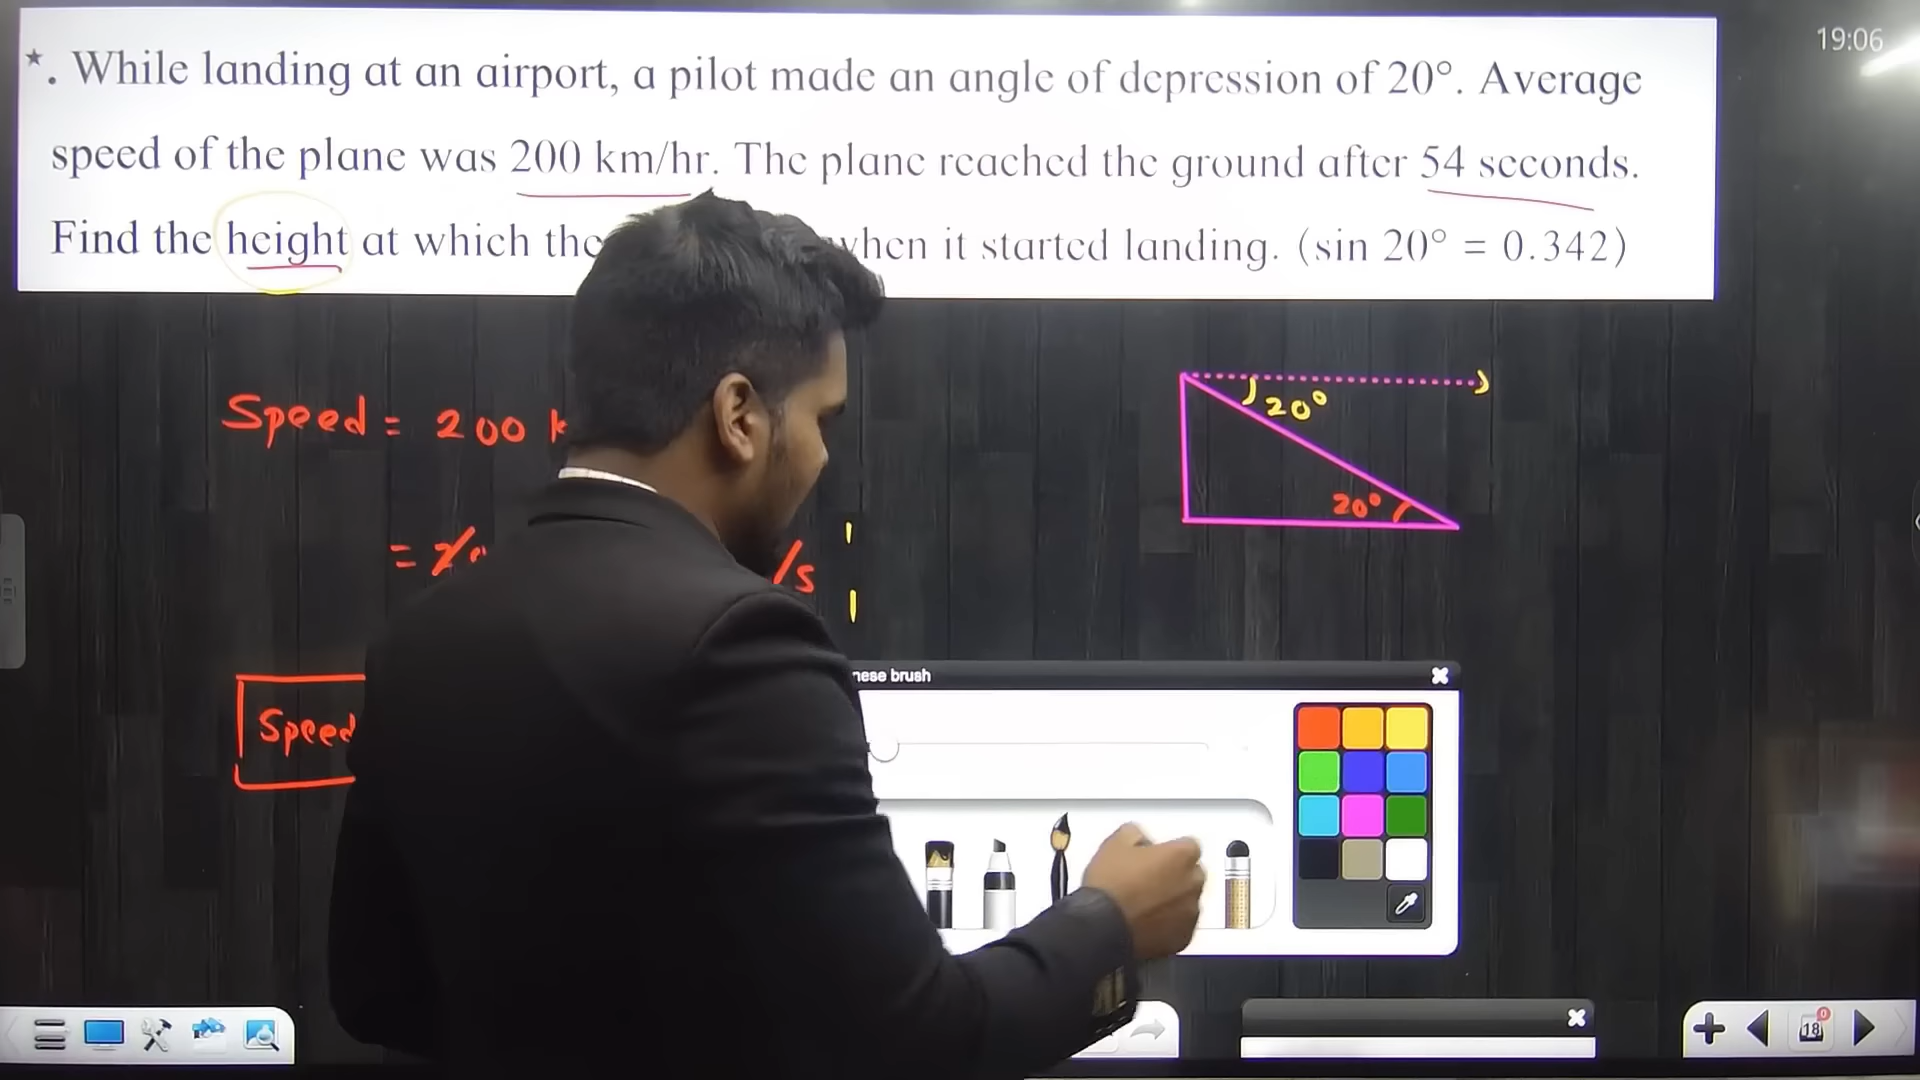 19:06
★. While landing at an airport, a pilot made an angle of depression of 20°. Average
speed of the plane was 200 km/hr. The plane reached the ground after 54 seconds.
Find the height at which the when it started landing. (sin 20° = 0.342)
Speed = 200 k
20°
20°
=
/s
Speed
nese brush
18
0